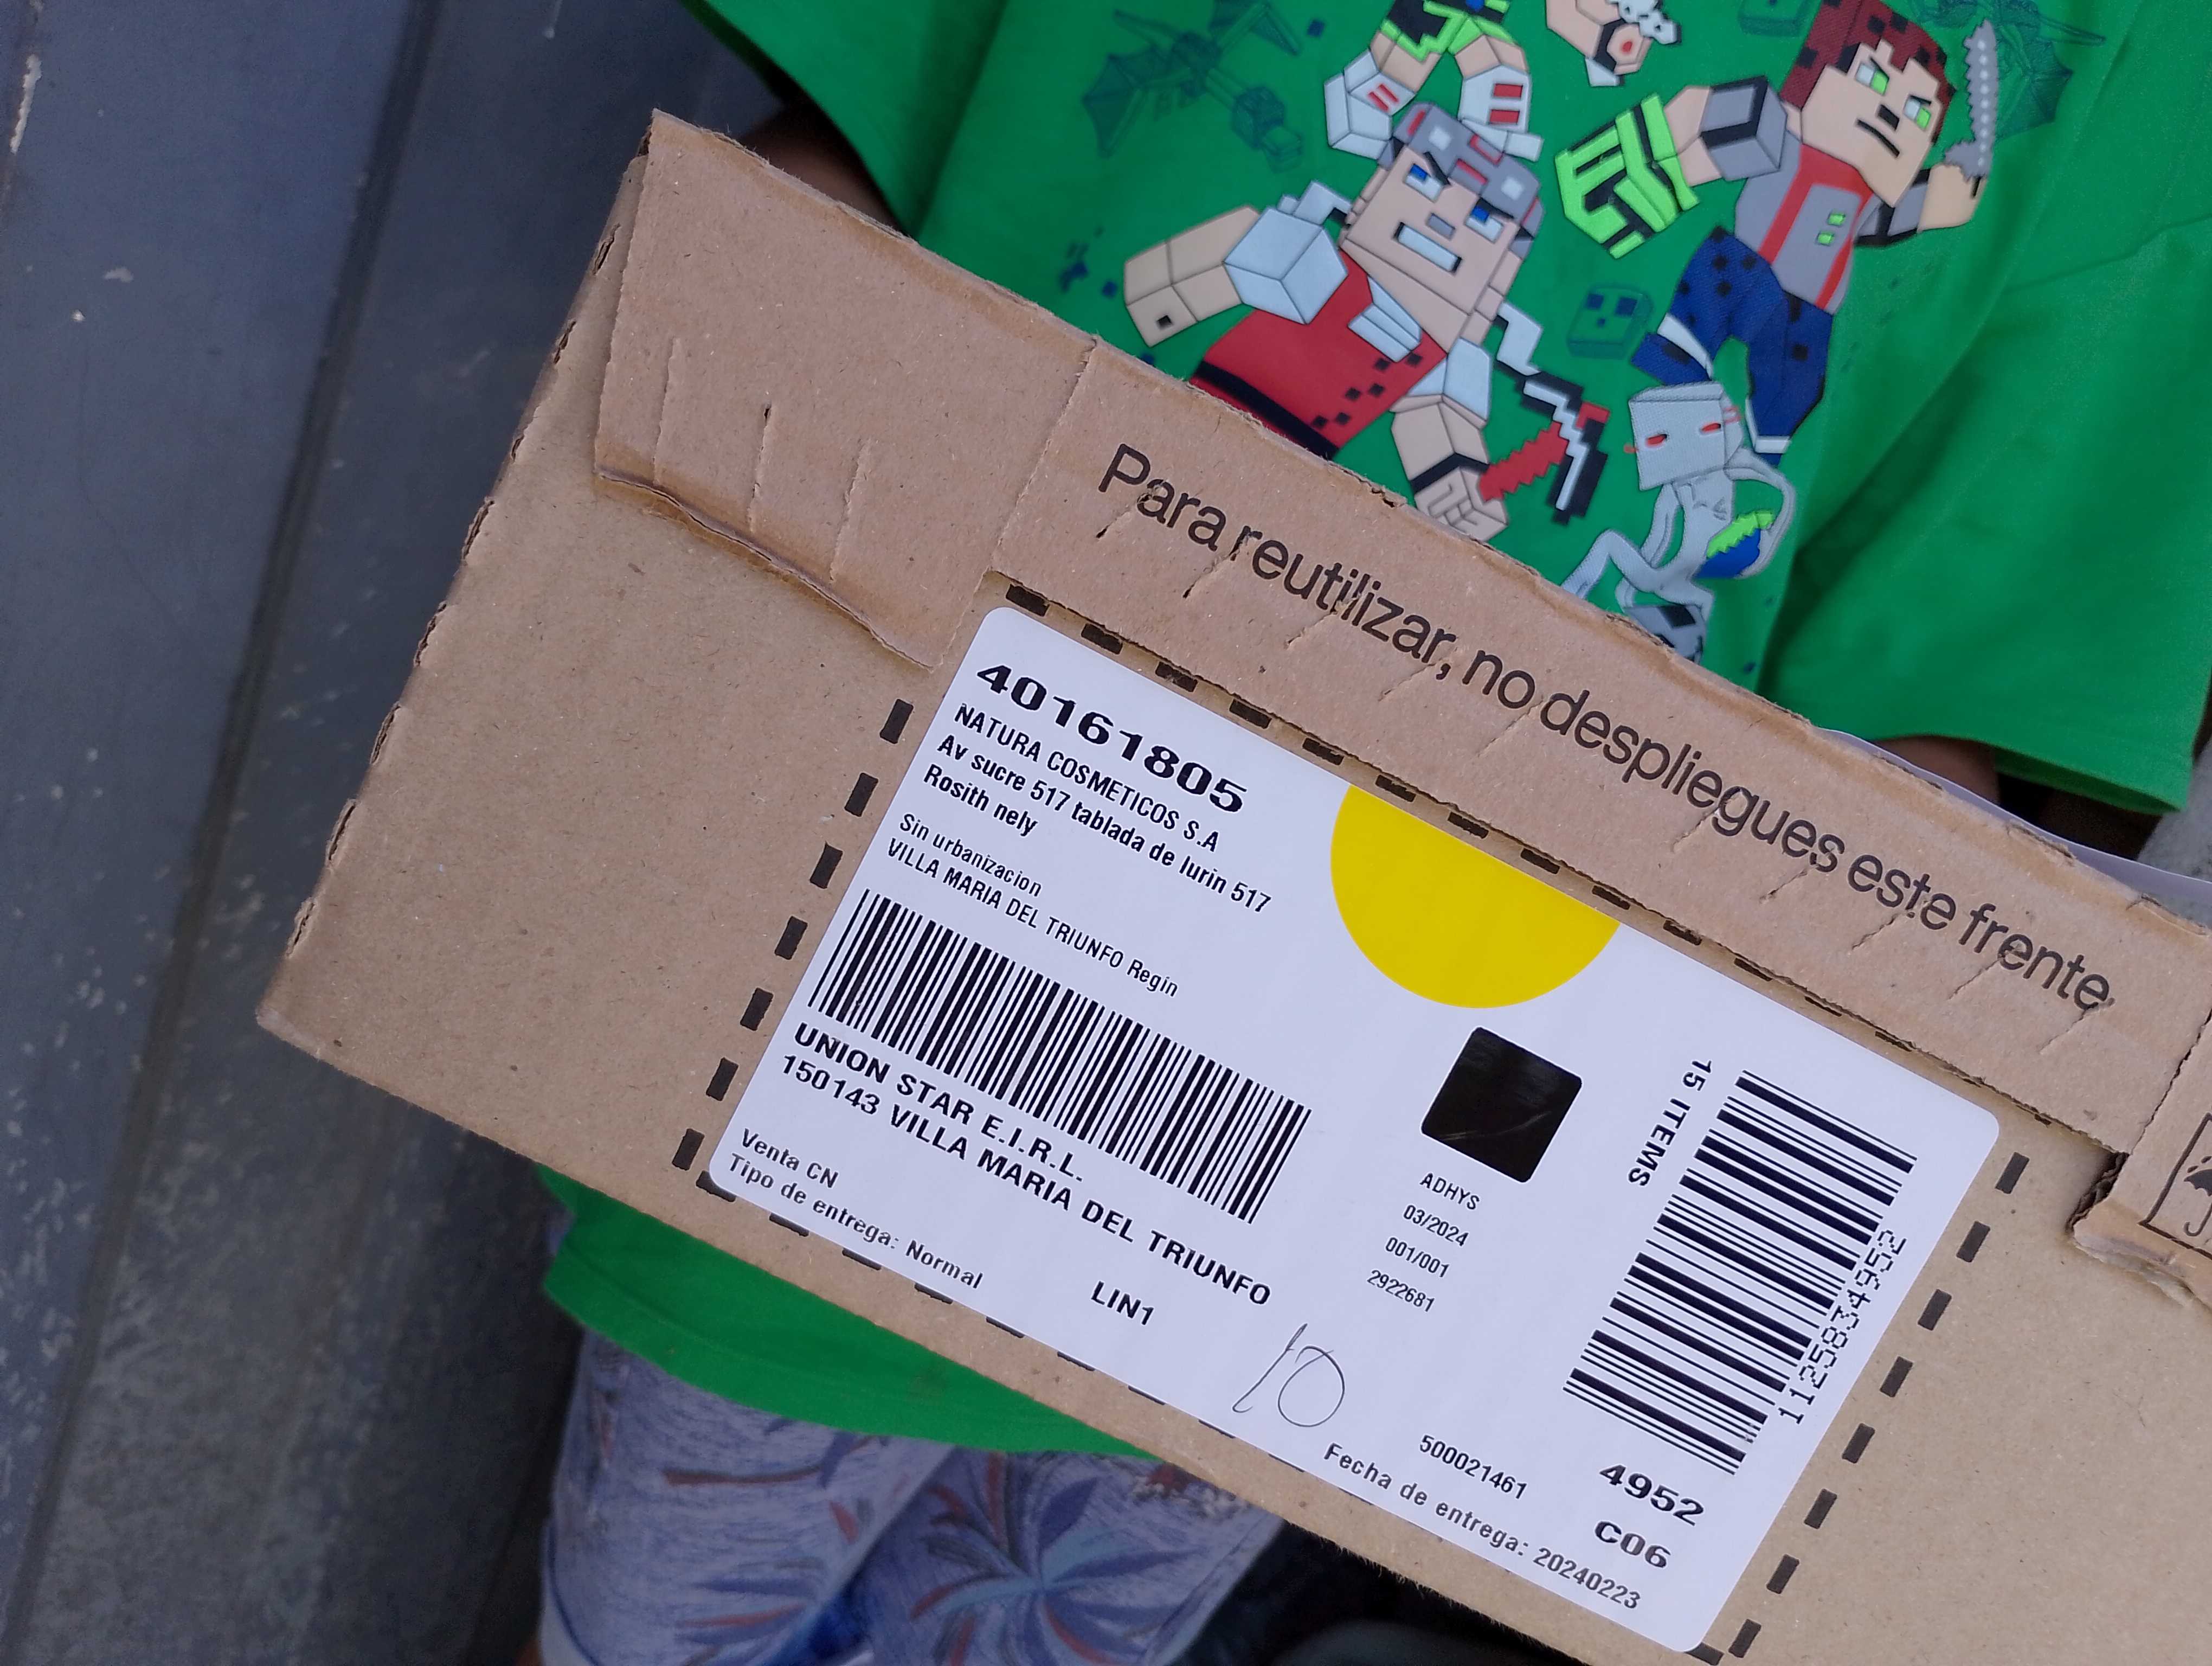 Para reutilizar, no despliegues este frente
40161805
NATURA COSMETICOS S.A
Av sucre 517 tablada de lurin 517
Rosith nely
Sin urbanizacion
VILLA MARIA DEL TRIUNFO Regin
UNION STAR E.I.R.L.
150143 VILLA MARIA DEL TRIUNFO
Venta CN
Tipo de entrega: Normal
LIN1
10
ADHYS
03/2024
001/001
2922681
15 ITEMS
1125834952
4952
C06
500021461
Fecha de entrega: 20240223